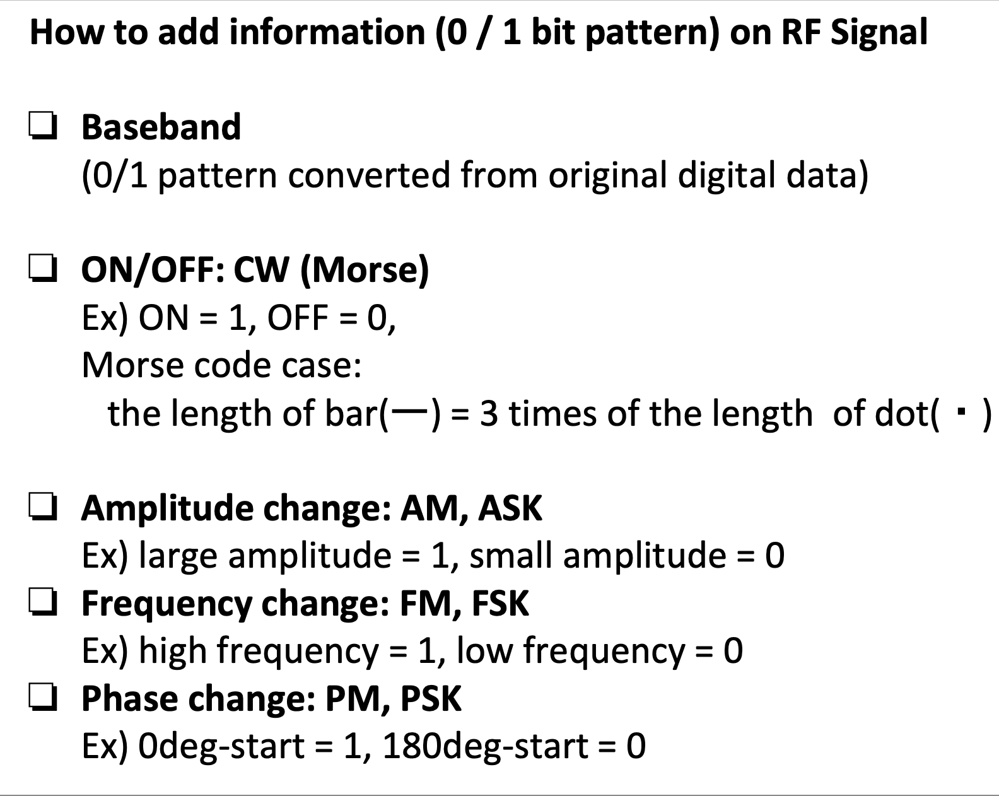 How to add information (0 / 1 bit pattern) on RF Signal
❑ Baseband
(0/1 pattern converted from original digital data)
❑ ON/OFF: CW (Morse)
Ex) ON = 1, OFF = 0,
Morse code case:
the length of bar(—) = 3 times of the length  of dot( ･ )
❑ Amplitude change: AM, ASK
Ex) large amplitude = 1, small amplitude = 0
❑ Frequency change: FM, FSK
Ex) high frequency = 1, low frequency = 0
❑ Phase change: PM, PSK
Ex) 0deg-start = 1, 180deg-start = 0